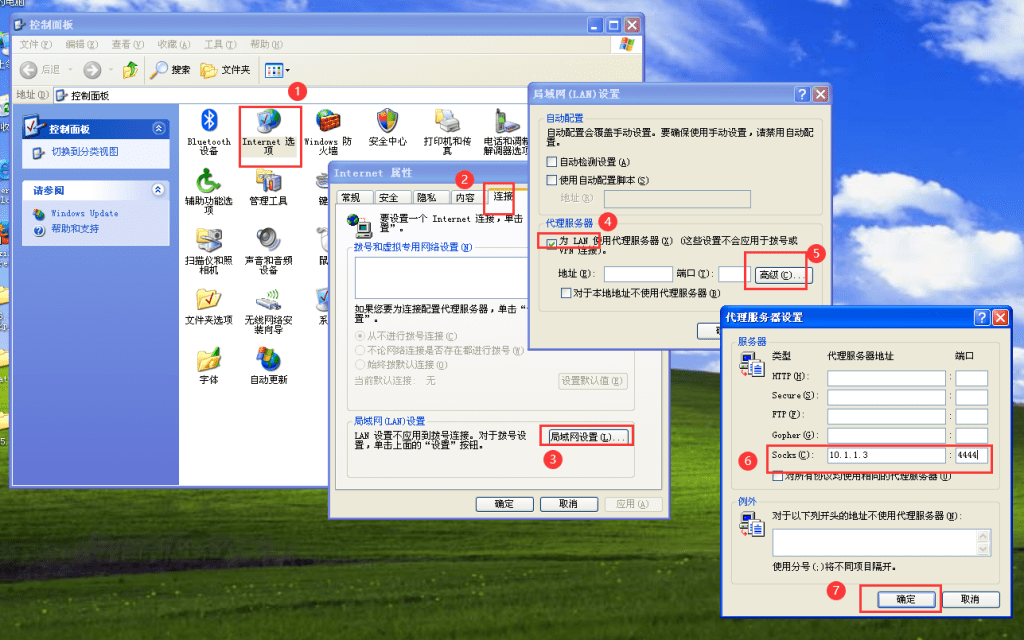 控制面板
文件(F) 编辑(E) 查看(V) 收藏(A) 工具(T) 帮助(H)
后退 搜索 文件夹
地址(D) 控制面板
控制面板
切换到分类视图
请参阅
Windows Update
帮助和支持
1
Bluetooth
设备
Internet 选
项
Windows 防
火墙
安全中心
打印机和传
真
电话和调制
解调器选项
辅助功能选
项
管理工具
扫描仪和照
相机
声音和音频
设备
文件夹选项
无线网络安
装向导
字体
自动更新
Internet 属性
2
常规 安全 隐私 内容 连接
要设置一个 Internet 连接,单击
置”。
拨号和虚拟专用网络设置(N)
如果您要为连接配置代理服务器,单击“
置”。
从不进行拨号连接(C)
不论网络连接是否存在都进行拨号(W)
始终拨默认连接(O)
当前默认连接: 无
设置默认值(E)
局域网(LAN)设置
LAN 设置不应用到拨号连接。对于拨号设
置,单击上面的“设置”按钮。
局域网设置(L)...
3
确定 取消 应用(A)
局域网(LAN)设置
自动配置
自动配置会覆盖手动设置。要确保使用手动设置,请禁用自动配
置。
自动检测设置(A)
使用自动配置脚本(S)
地址(R)
代理服务器
4
为 LAN 使用代理服务器(X) (这些设置不会应用于拨号或
VPN 连接)。
5
地址(E): 端口(T): 高级(C)...
对于本地地址不使用代理服务器(B)
代理服务器设置
服务器
类型 代理服务器地址 端口
HTTP(H): :
Secure(S): :
FTP(F): :
Gopher(G): :
6
Socks(C): 10.1.1.3 : 4444
对所有协议均使用相同的代理服务器(U)
例外
对于以下列开头的地址不使用代理服务器(N):
使用分号(;)将不同项目隔开。
7
确定 取消